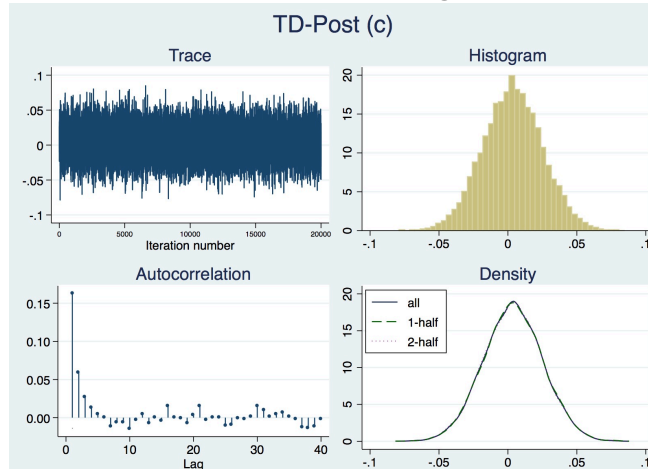 TD-Post (c)
Trace
.1
.05
0
-.05
-.1
0 5000 10000 15000 20000
Iteration number
Histogram
20
15
10
5
0
-.1 -.05 0 .05 .1
Autocorrelation
0.15
0.10
0.05
0.00
0 10 20 30 40
Lag
Density
20
15
10
5
0
all
1-half
2-half
-.1 -.05 0 .05 .1